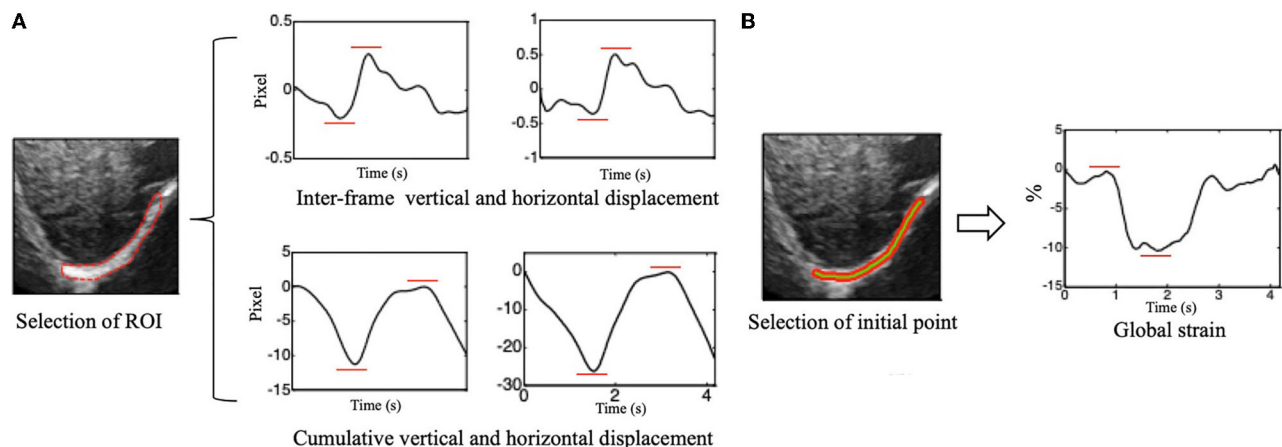 A
B
0.5
0
-0.5
Pixel
Time (s)
1
0.5
0
-0.5
-1
Time (s)
Inter-frame vertical and horizontal displacement
Selection of ROI
5
0
-5
-10
-15
Pixel
Time (s)
0
-10
-20
-30
0 2 4
Time (s)
Cumulative vertical and horizontal displacement
Selection of initial point
5
0
-5
-10
-15
%
0 1 2 3 4
Time (s)
Global strain